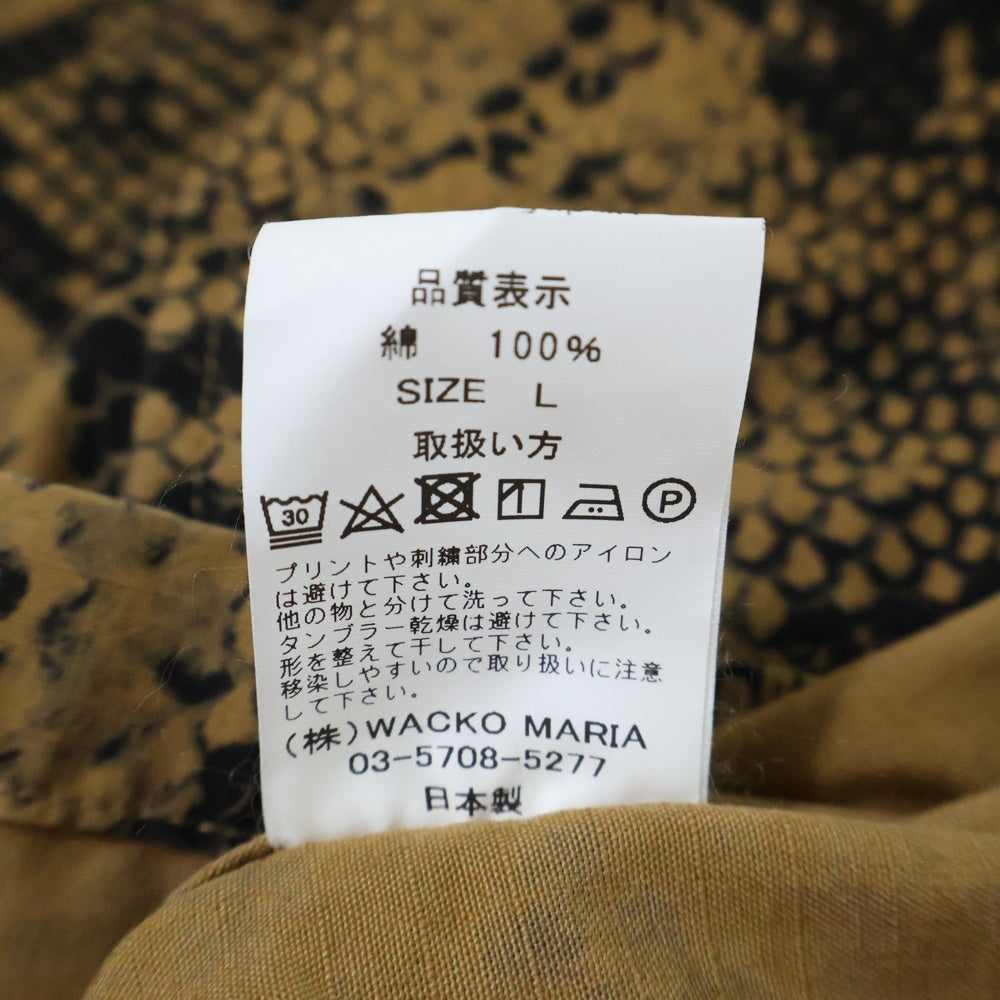 品質表示
綿 100%
SIZE L
取扱い方
30 P
プリントや刺繍部分へのアイロン
は避けて下さい。
他の物と分けて洗って下さい。
タンブラー乾燥は避けて下さい。
形を整えて干して下さい。
移染しやすいので取り扱いに注意
して下さい。
(株)WACKO MARIA
03-5708-5277
日本製